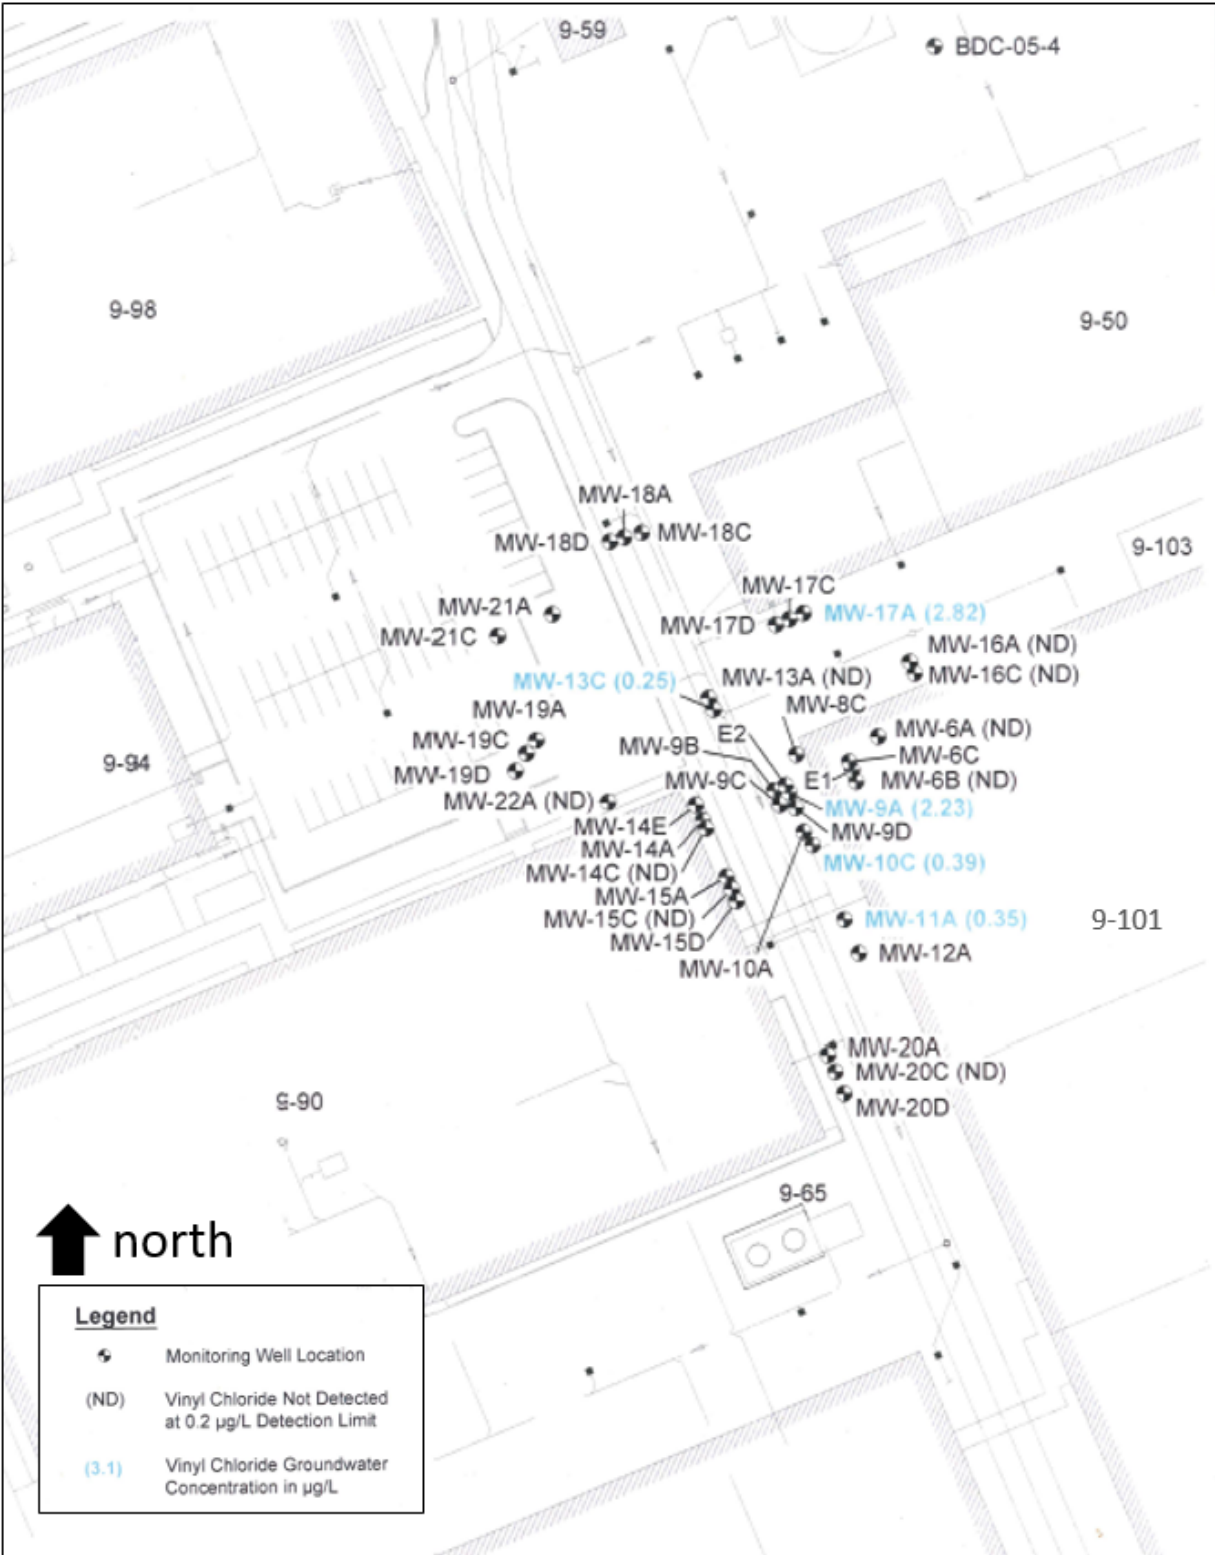 9-59
BDC-05-4
9-98
9-50
MW-18A
MW-18D
MW-18C
9-103
MW-17C
MW-21A
MW-17A (2.82)
MW-17D
MW-21C
MW-16A (ND)
MW-16C (ND)
MW-13A (ND)
MW-13C (0.25)
MW-8C
MW-19A
E2
MW-6A (ND)
MW-19C
MW-9B
MW-6C
9-94
MW-19D
MW-9C
E1
MW-6B (ND)
MW-22A (ND)
MW-9A (2.23)
MW-14E
MW-9D
MW-14A
MW-10C (0.39)
MW-14C (ND)
MW-15A
MW-15C (ND)
MW-11A (0.35)
9-101
MW-15D
MW-12A
MW-10A
MW-20A
MW-20C (ND)
9-90
MW-20D
9-65
north
Legend
Monitoring Well Location
(ND) Vinyl Chloride Not Detected
at 0.2 µg/L Detection Limit
(3.1) Vinyl Chloride Groundwater
Concentration in µg/L